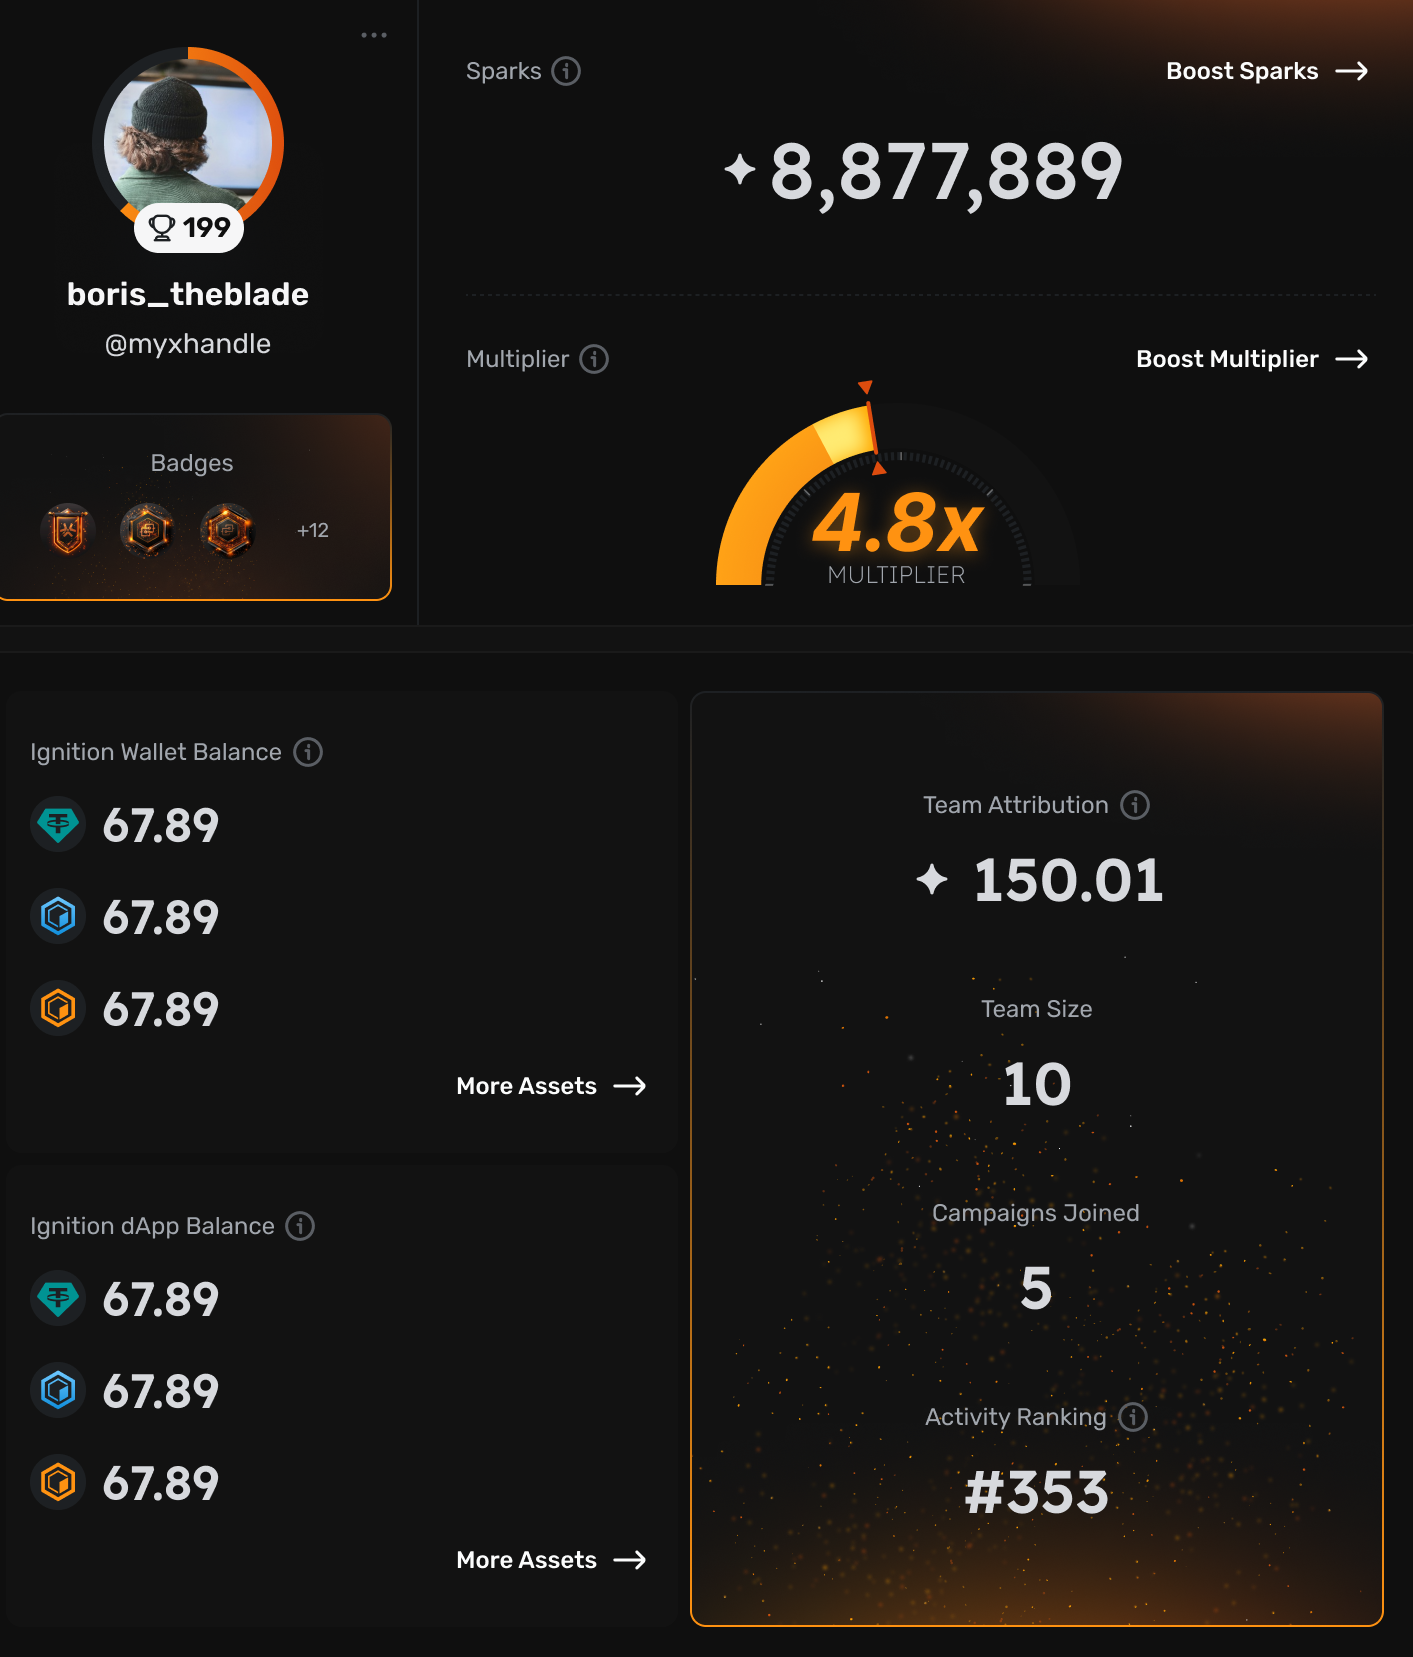 199
boris_theblade
@myxhandle
Badges
+12
Sparks
Boost Sparks
8,877,889
Multiplier
Boost Multiplier
4.8x
MULTIPLIER
Ignition Wallet Balance
67.89
67.89
67.89
More Assets
Ignition dApp Balance
67.89
67.89
67.89
More Assets
Team Attribution
150.01
Team Size
10
Campaigns Joined
5
Activity Ranking
#353